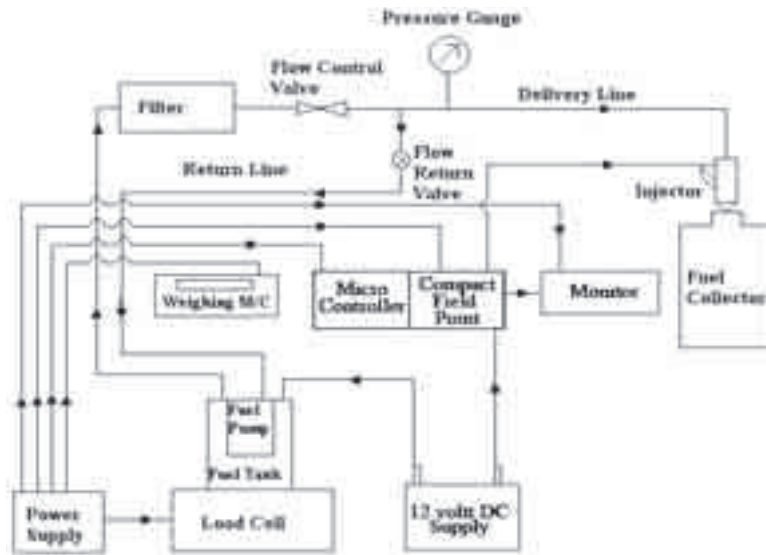 Pressure Gauge
Flow Control
Valve
Filter
Delivery Line
Flow
Return
Valve
Return Line
Injector
Macro
Controller
Compact
Field
Point
Monitor
Fuel
Collector
Weighing M/C
Fuel
Pump
Fuel Tank
Power
Supply
Load Cell
12 volt DC
Supply